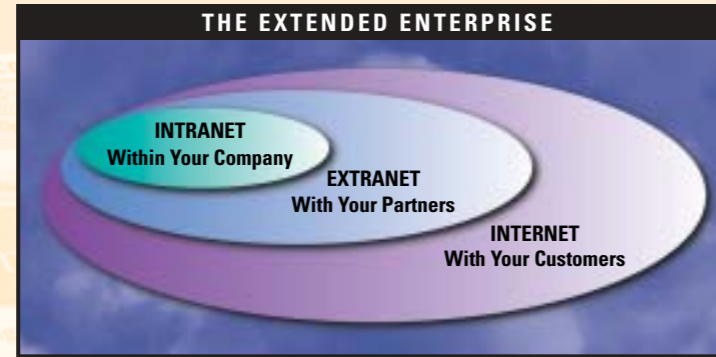 THE EXTENDED ENTERPRISE
INTRANET
Within Your Company
EXTRANET
With Your Partners
INTERNET
With Your Customers